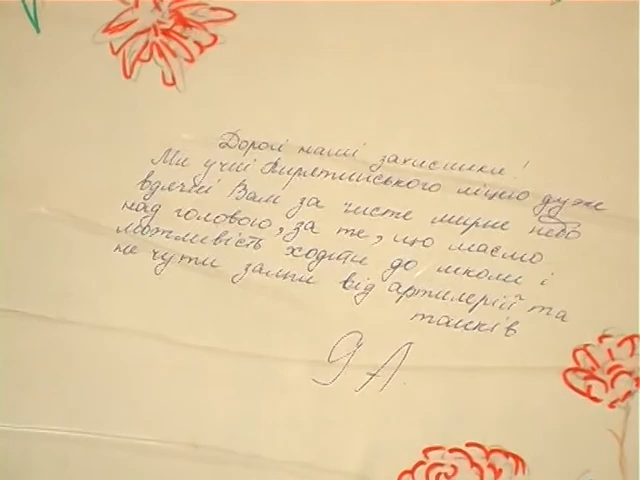 Дорогі наші захисники!
Ми учні Пирятинського ліцею дуже
вдячні Вам за чисте мирне небо
над головою, за те, що маємо
можливість ходити до школи і
не чути залпи від артилерії та
танків